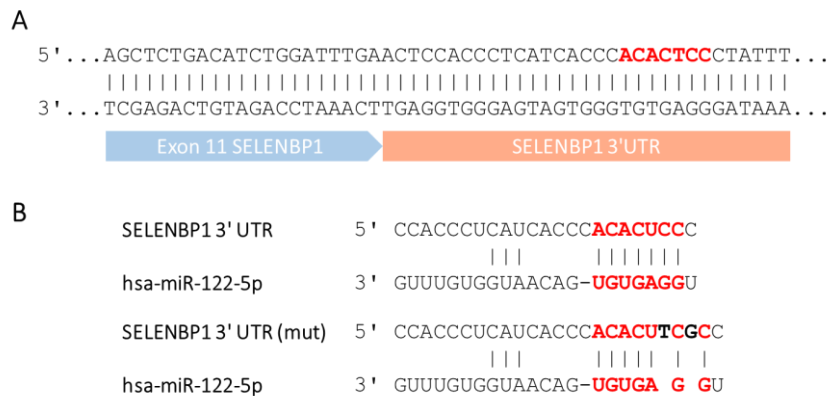 A
5'...AGCTCTGACATCTGGATTTGAACTCCACCCTCATCACCCACACTCCCTATTT...
||||||||||||||||||||||||||||||||||||||||||||||||||||
3'...TCGAGACTGTAGACCTAAACTTGAGGTGGGAGTAGTGGGTGTGAGGGATAAA...
Exon 11 SELENBP1 SELENBP1 3'UTR
B
SELENBP1 3' UTR 5' CCACCCUCAUCACCCACACUCCC
||| |||||||
hsa-miR-122-5p 3' GUUUGUGGUAACAG-UGUGAGGU
SELENBP1 3' UTR (mut) 5' CCACCCUCAUCACCCACACUTCGCC
||| ||||| | |
hsa-miR-122-5p 3' GUUUGUGGUAACAG-UGUGA G GU